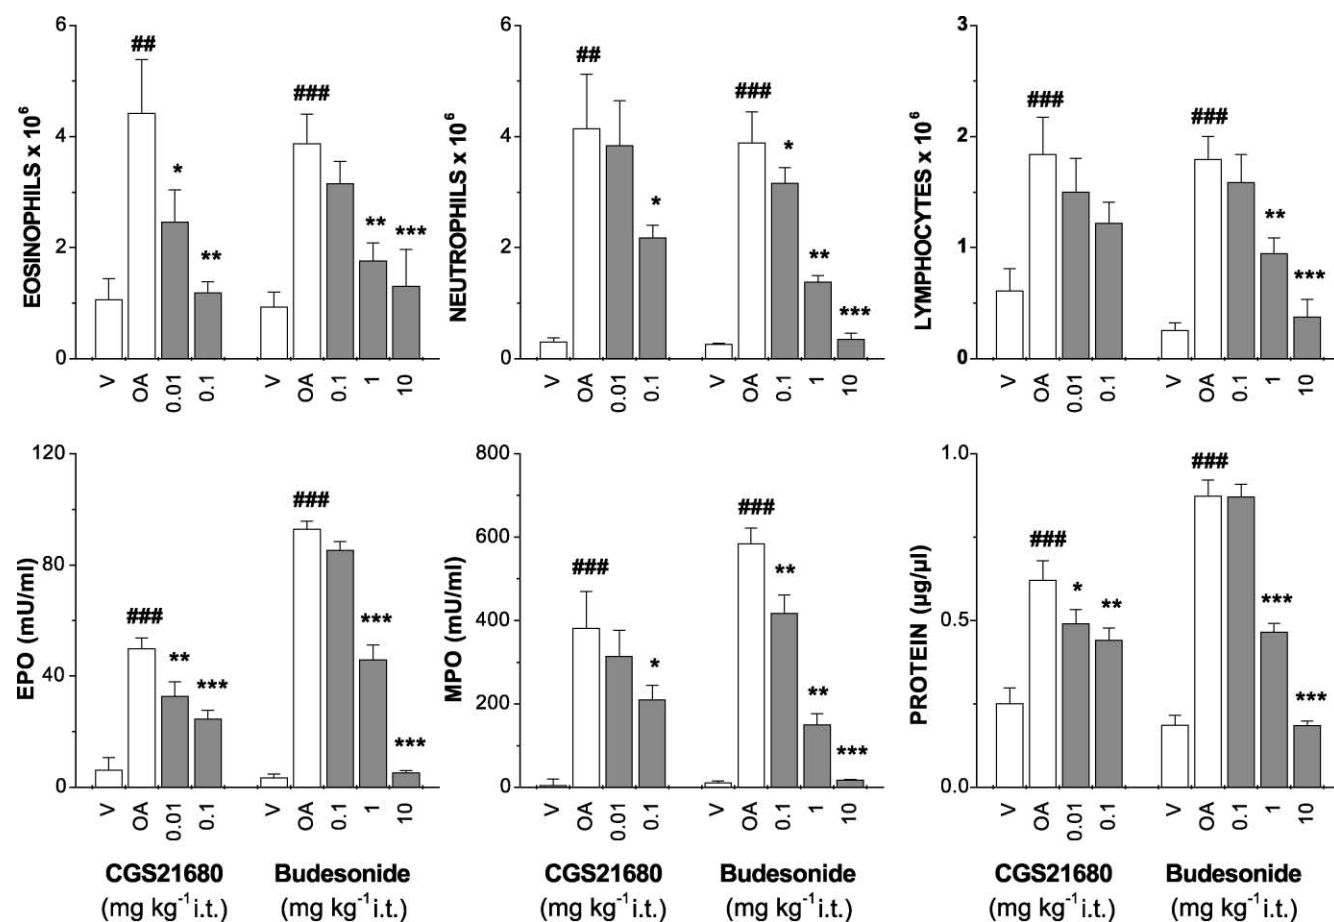 6
4
2
0
EOSINOPHILS x 10⁶
##
*
**
###
**
***
V
OA
0.01
0.1
V
OA
0.1
1
10
6
4
2
0
NEUTROPHILS x 10⁶
##
*
###
*
**
***
V
OA
0.01
0.1
V
OA
0.1
1
10
3
2
1
0
LYMPHOCYTES x 10⁶
###
###
**
***
V
OA
0.01
0.1
V
OA
0.1
1
10
120
80
40
0
EPO (mU/ml)
###
**
***
###
***
***
V
OA
0.01
0.1
V
OA
0.1
1
10
800
600
400
200
0
MPO (mU/ml)
###
*
###
**
**
***
V
OA
0.01
0.1
V
OA
0.1
1
10
1.0
0.5
0.0
PROTEIN (µg/µl)
###
*
**
###
***
***
V
OA
0.01
0.1
V
OA
0.1
1
10
CGS21680
(mg kg⁻¹ i.t.)
Budesonide
(mg kg⁻¹ i.t.)
CGS21680
(mg kg⁻¹ i.t.)
Budesonide
(mg kg⁻¹ i.t.)
CGS21680
(mg kg⁻¹ i.t.)
Budesonide
(mg kg⁻¹ i.t.)